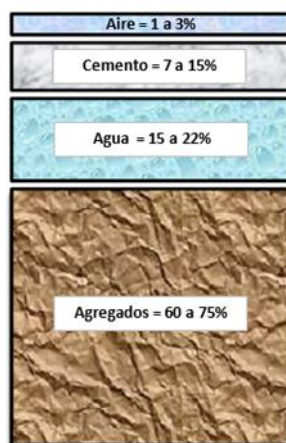 Aire = 1 a 3%
Cemento = 7 a 15%
Agua = 15 a 22%
Agregados = 60 a 75%